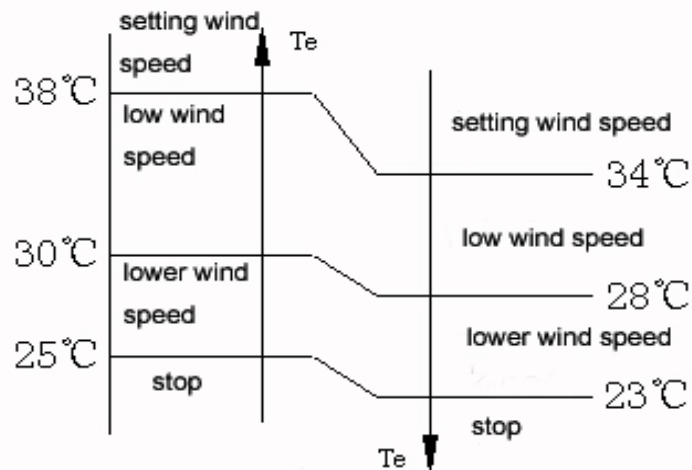 setting wind
speed
Te
38℃
low wind
speed
30℃
lower wind
speed
25℃
stop
setting wind speed
34℃
low wind speed
28℃
lower wind speed
23℃
stop
Te